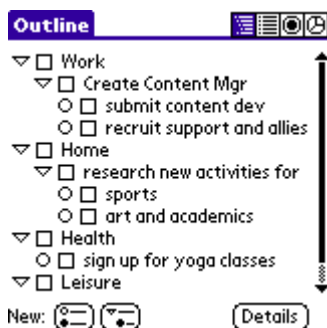 Outline
Work
Create Content Mgr
submit content dev
recruit support and allies
Home
research new activities for
sports
art and academics
Health
sign up for yoga classes
Leisure
New:
Details